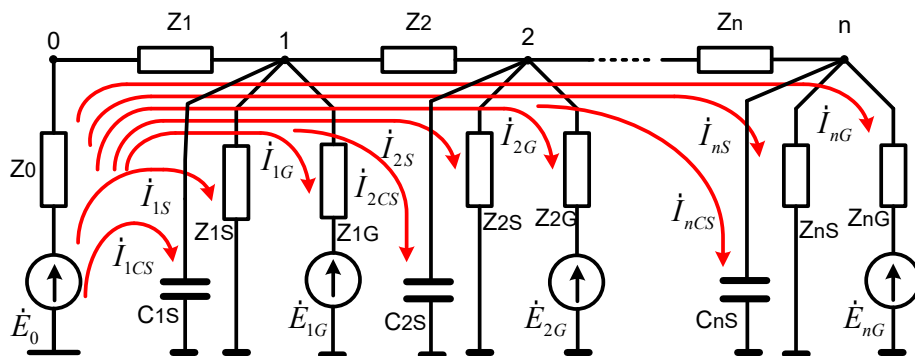 Z1
Z2
Zn
0
1
2
n
Z0
İ1S
İ1G
İ2S
İ2CS
İ2G
İnS
İnG
İnCS
İ1CS
Z1S
Z1G
Z2S
Z2G
ZnS
ZnG
Ė0
C1S
Ė1G
C2S
Ė2G
CnS
ĖnG